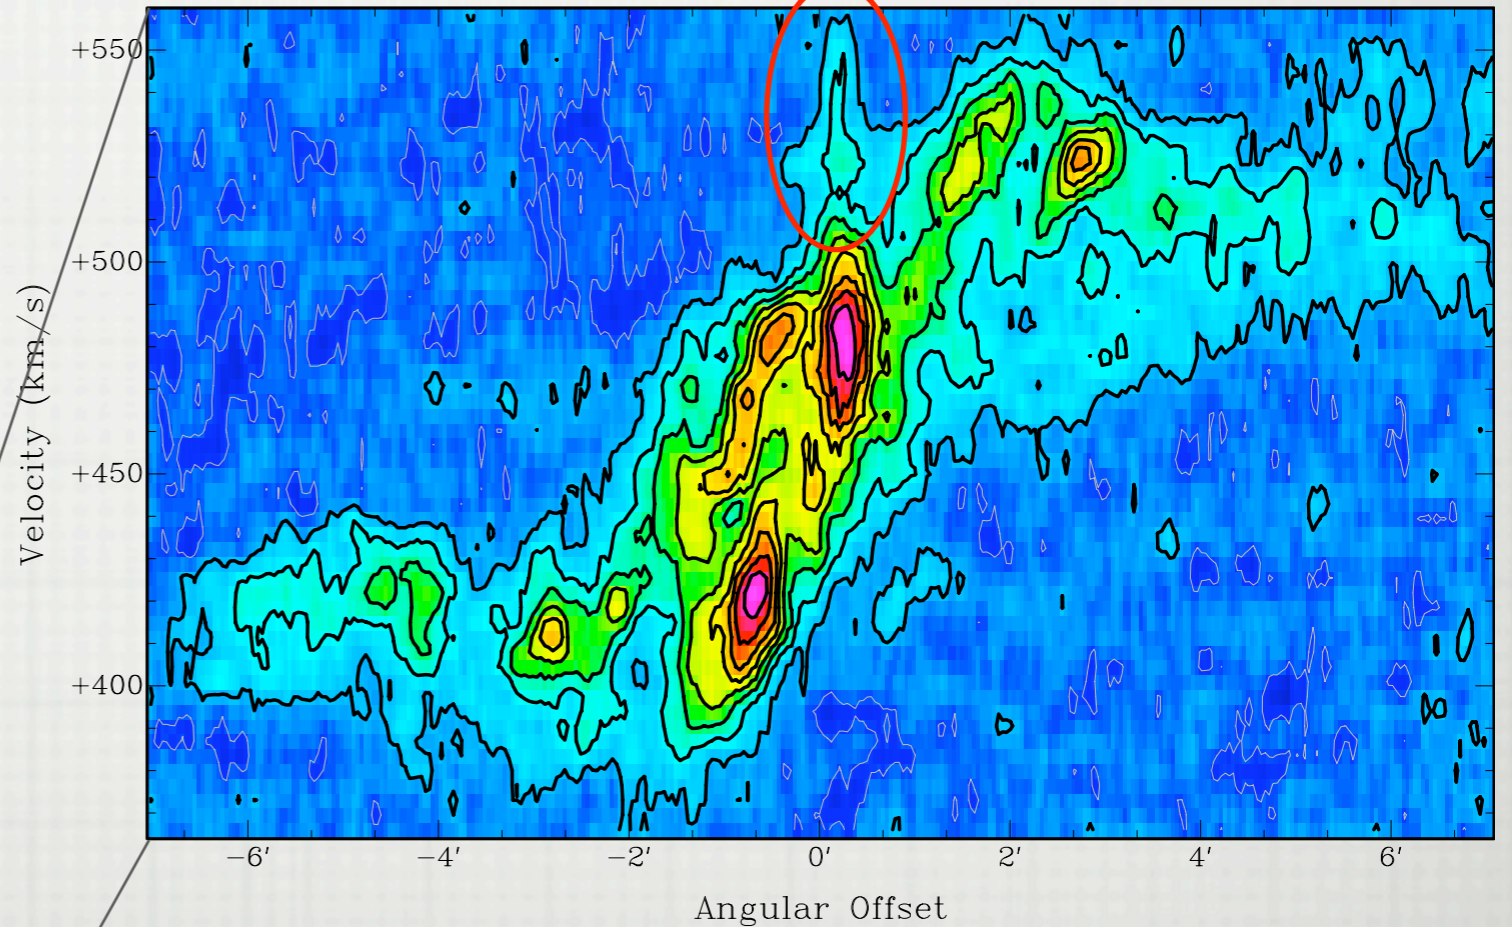 +550
+500
+450
+400
Velocity (km/s)
−6′ −4′ −2′ 0′ 2′ 4′ 6′
Angular Offset